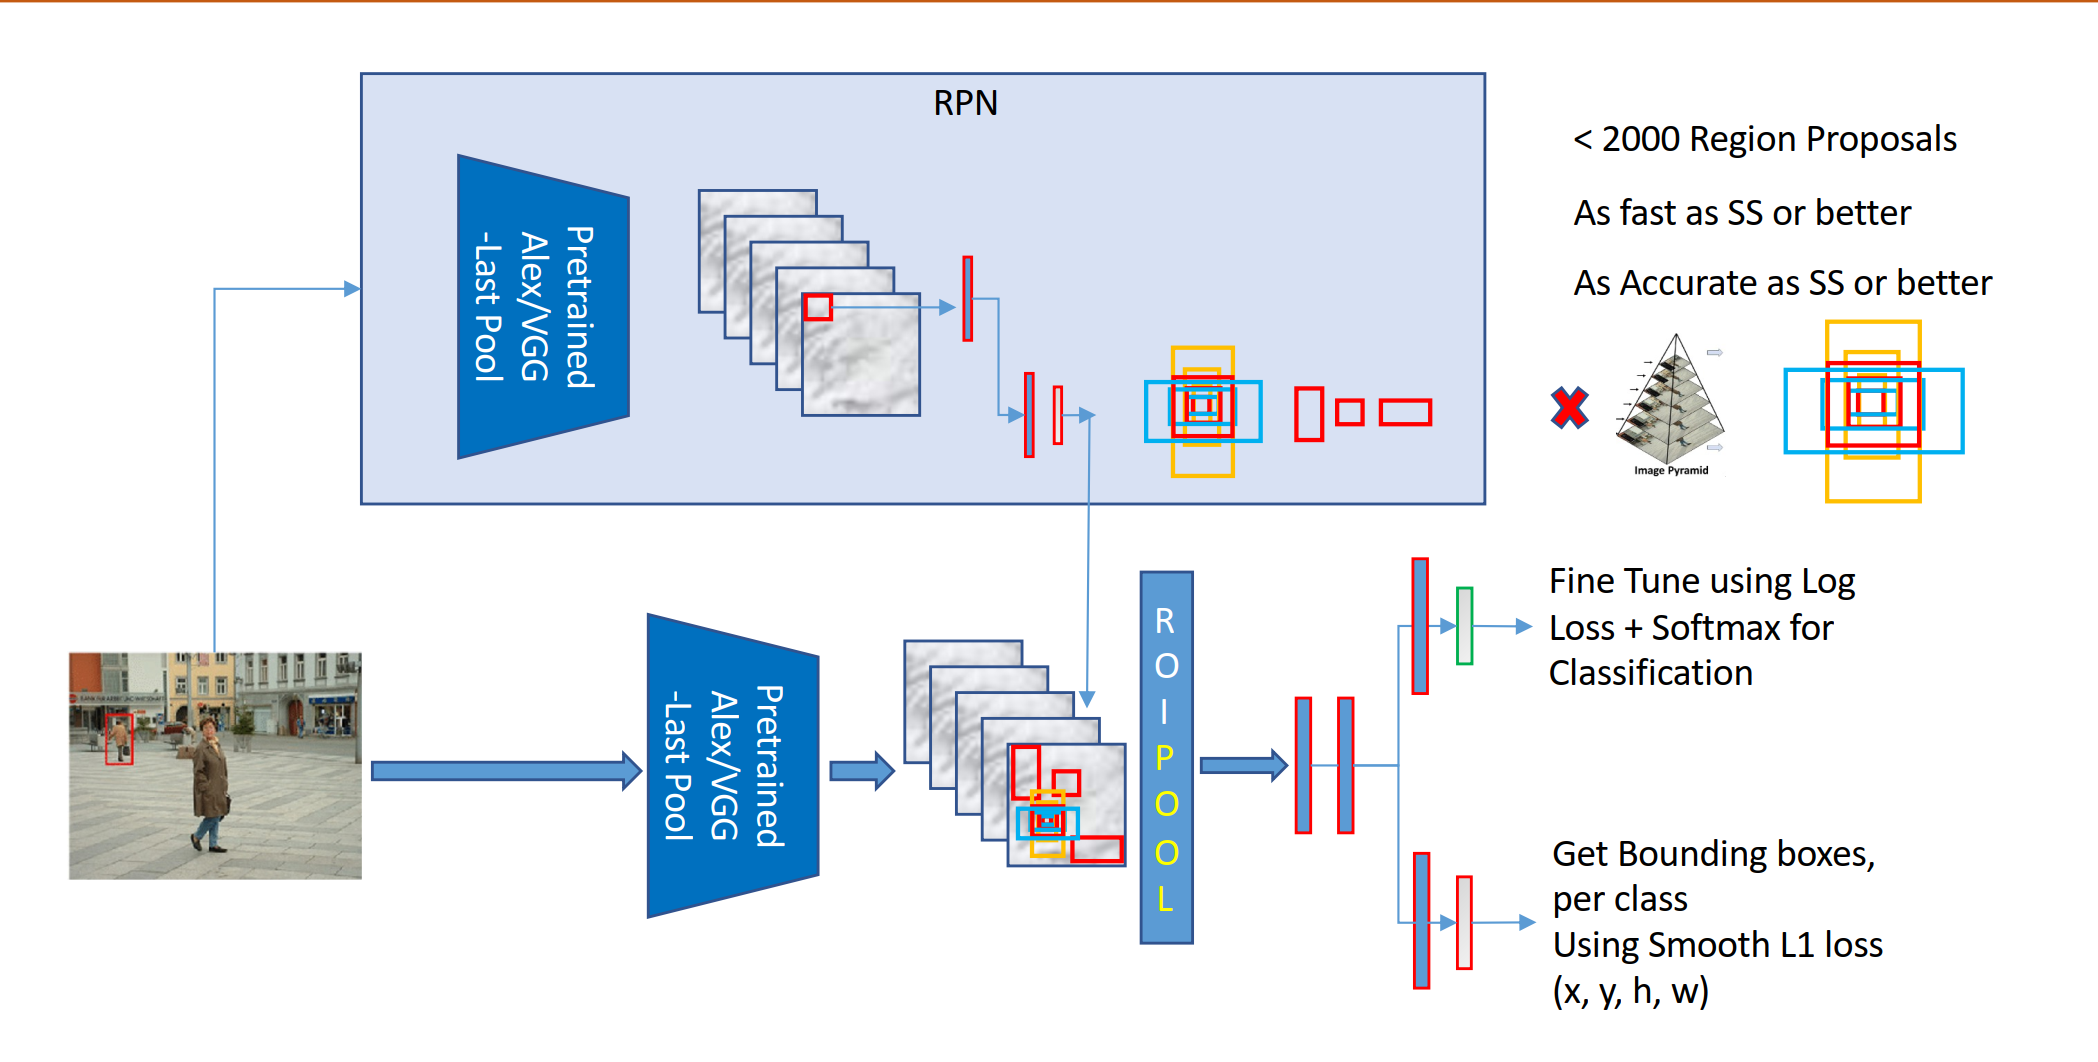 RPN
Pretrained
Alex/VGG
-Last Pool
< 2000 Region Proposals
As fast as SS or better
As Accurate as SS or better
Image Pyramid
Pretrained
Alex/VGG
-Last Pool
ROI POOL
Fine Tune using Log
Loss + Softmax for
Classification
Get Bounding boxes,
per class
Using Smooth L1 loss
(x, y, h, w)